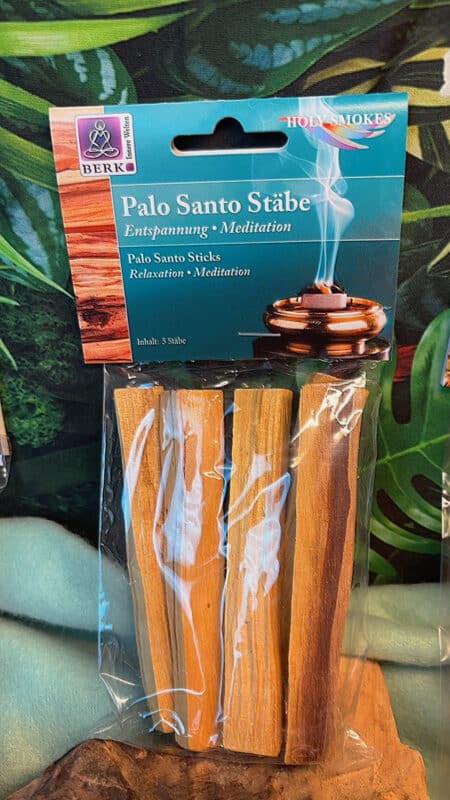 HOLY SMOKES
Innere Welten
BERK
Palo Santo Stäbe
Entspannung • Meditation
Palo Santo Sticks
Relaxation • Meditation
Inhalt: 5 Stäbe